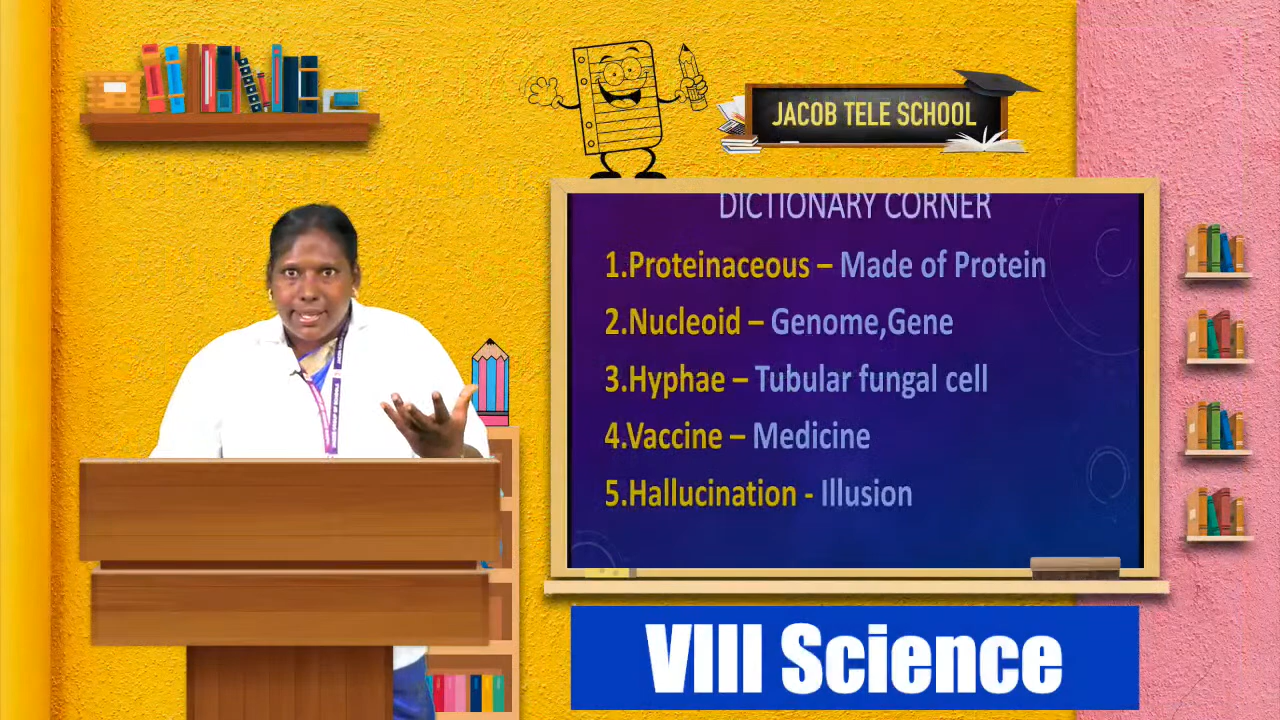 JACOB TELE SCHOOL
DICTIONARY CORNER
1.Proteinaceous – Made of Protein
2.Nucleoid – Genome,Gene
3.Hyphae – Tubular fungal cell
4.Vaccine – Medicine
5.Hallucination - Illusion
VIII Science